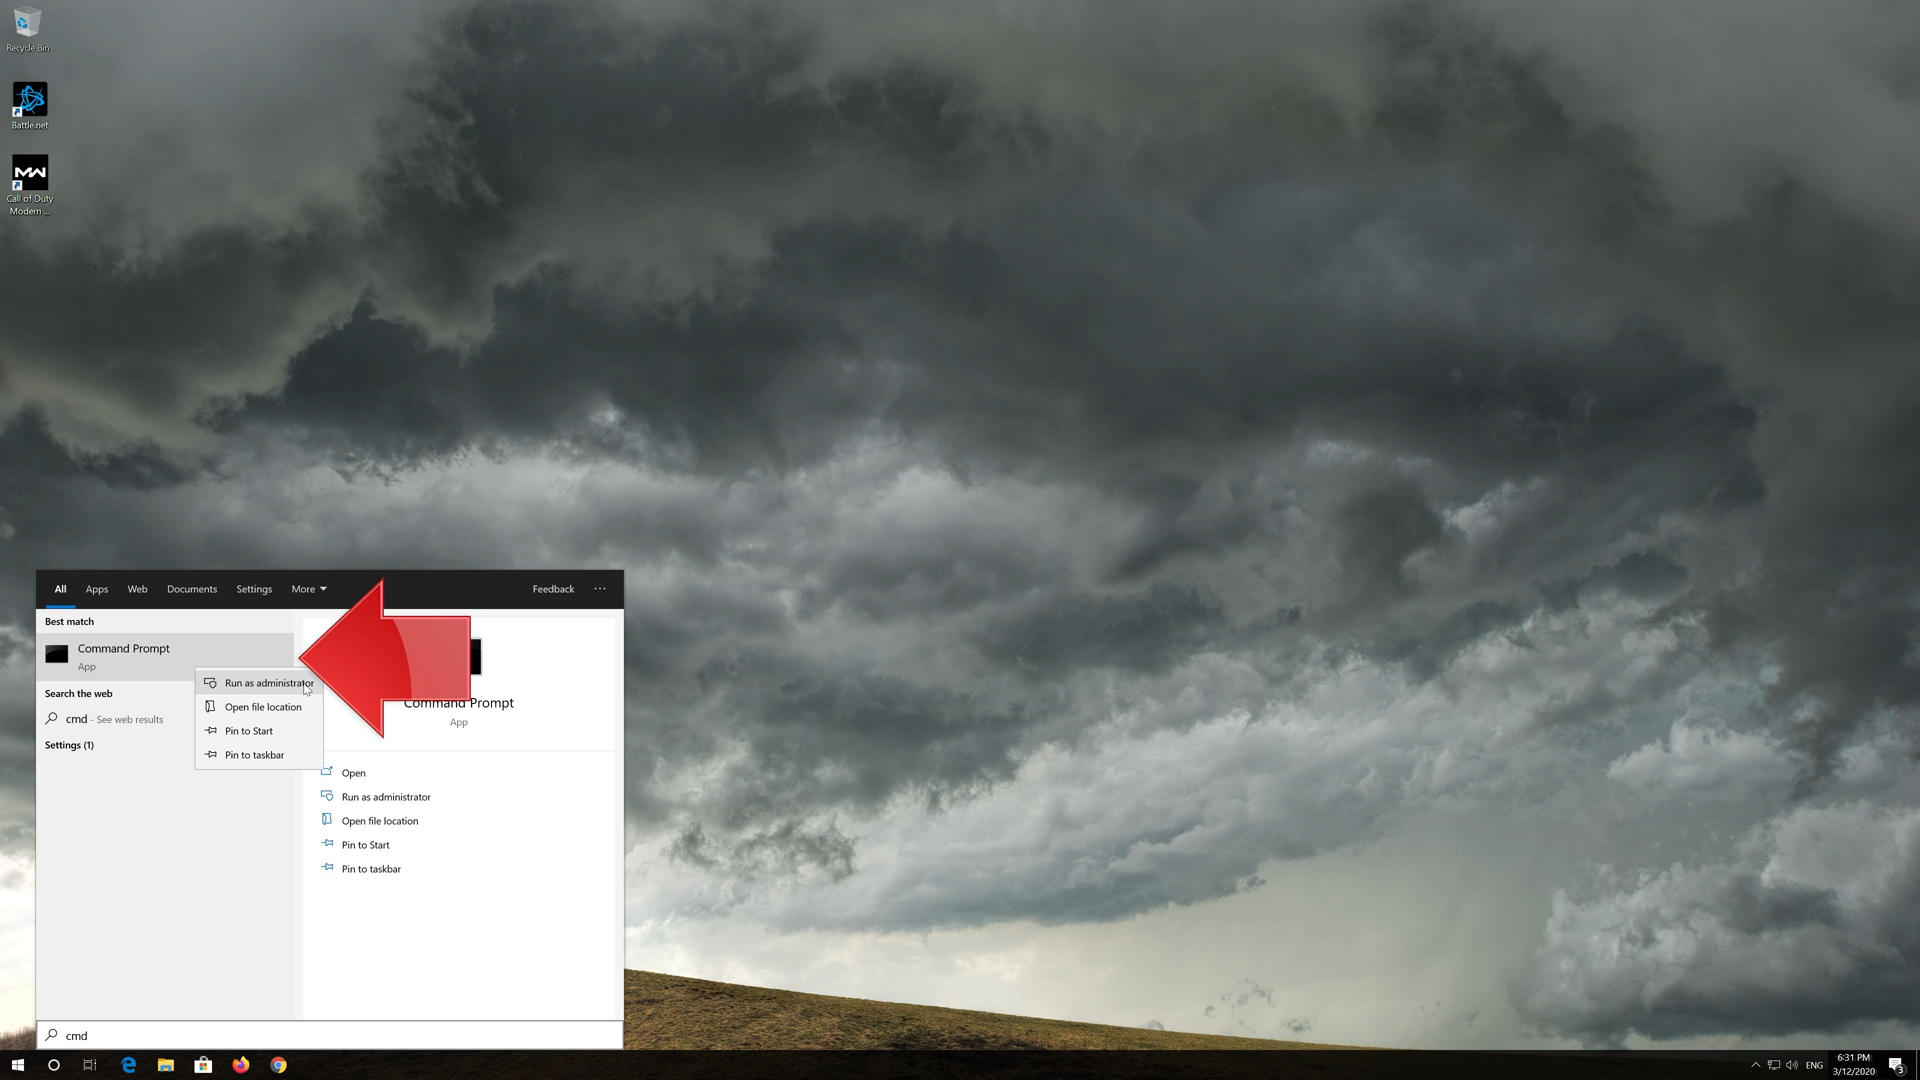 Recycle Bin
Battle.net
MW
Call of Duty
Modern ...
All Apps Web Documents Settings More Feedback ...
Best match
Command Prompt
App
Search the web
cmd - See web results
Settings (1)
Run as administrator
Open file location
Pin to Start
Pin to taskbar
Command Prompt
App
Open
Run as administrator
Open file location
Pin to Start
Pin to taskbar
cmd
ENG
6:31 PM
3/12/2020
3